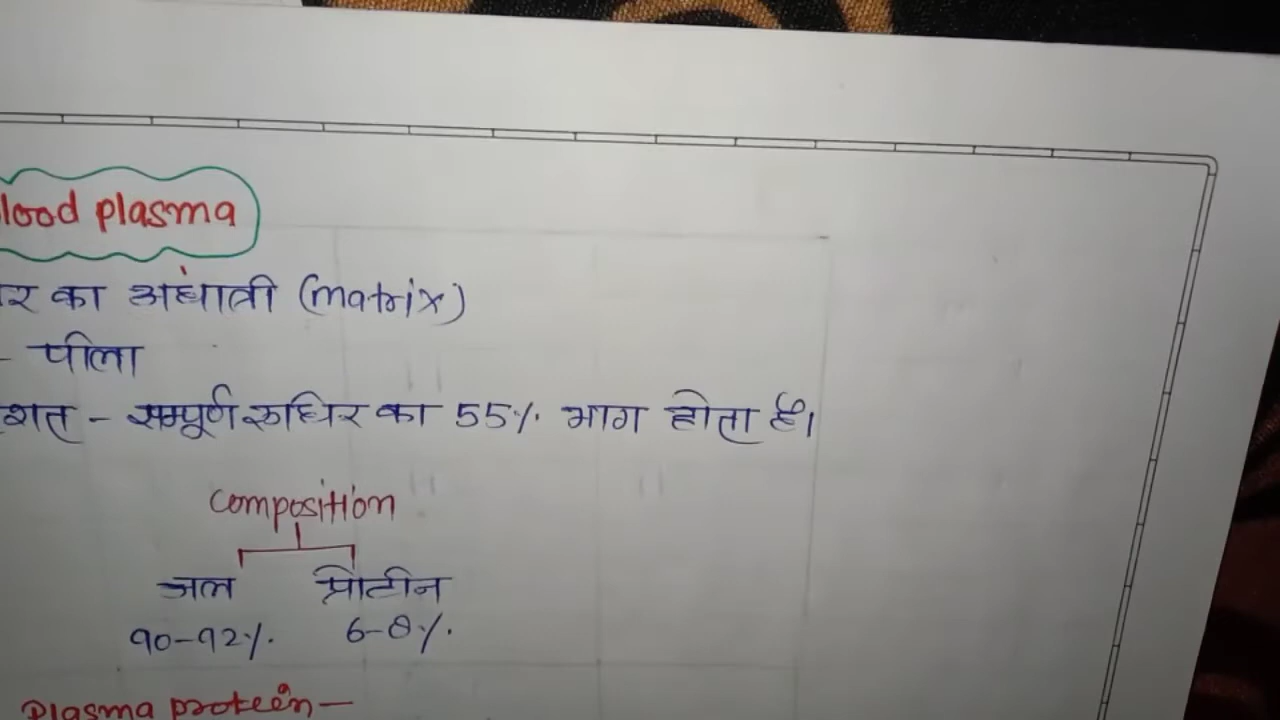 lood plasma
र का अधांत्री (matrix)
- पीला
शत - सम्पूर्ण रुधिर का 55% भाग होता है।
Composition
जल प्रोटीन
90-92%. 6-8%.
Plasma protein-